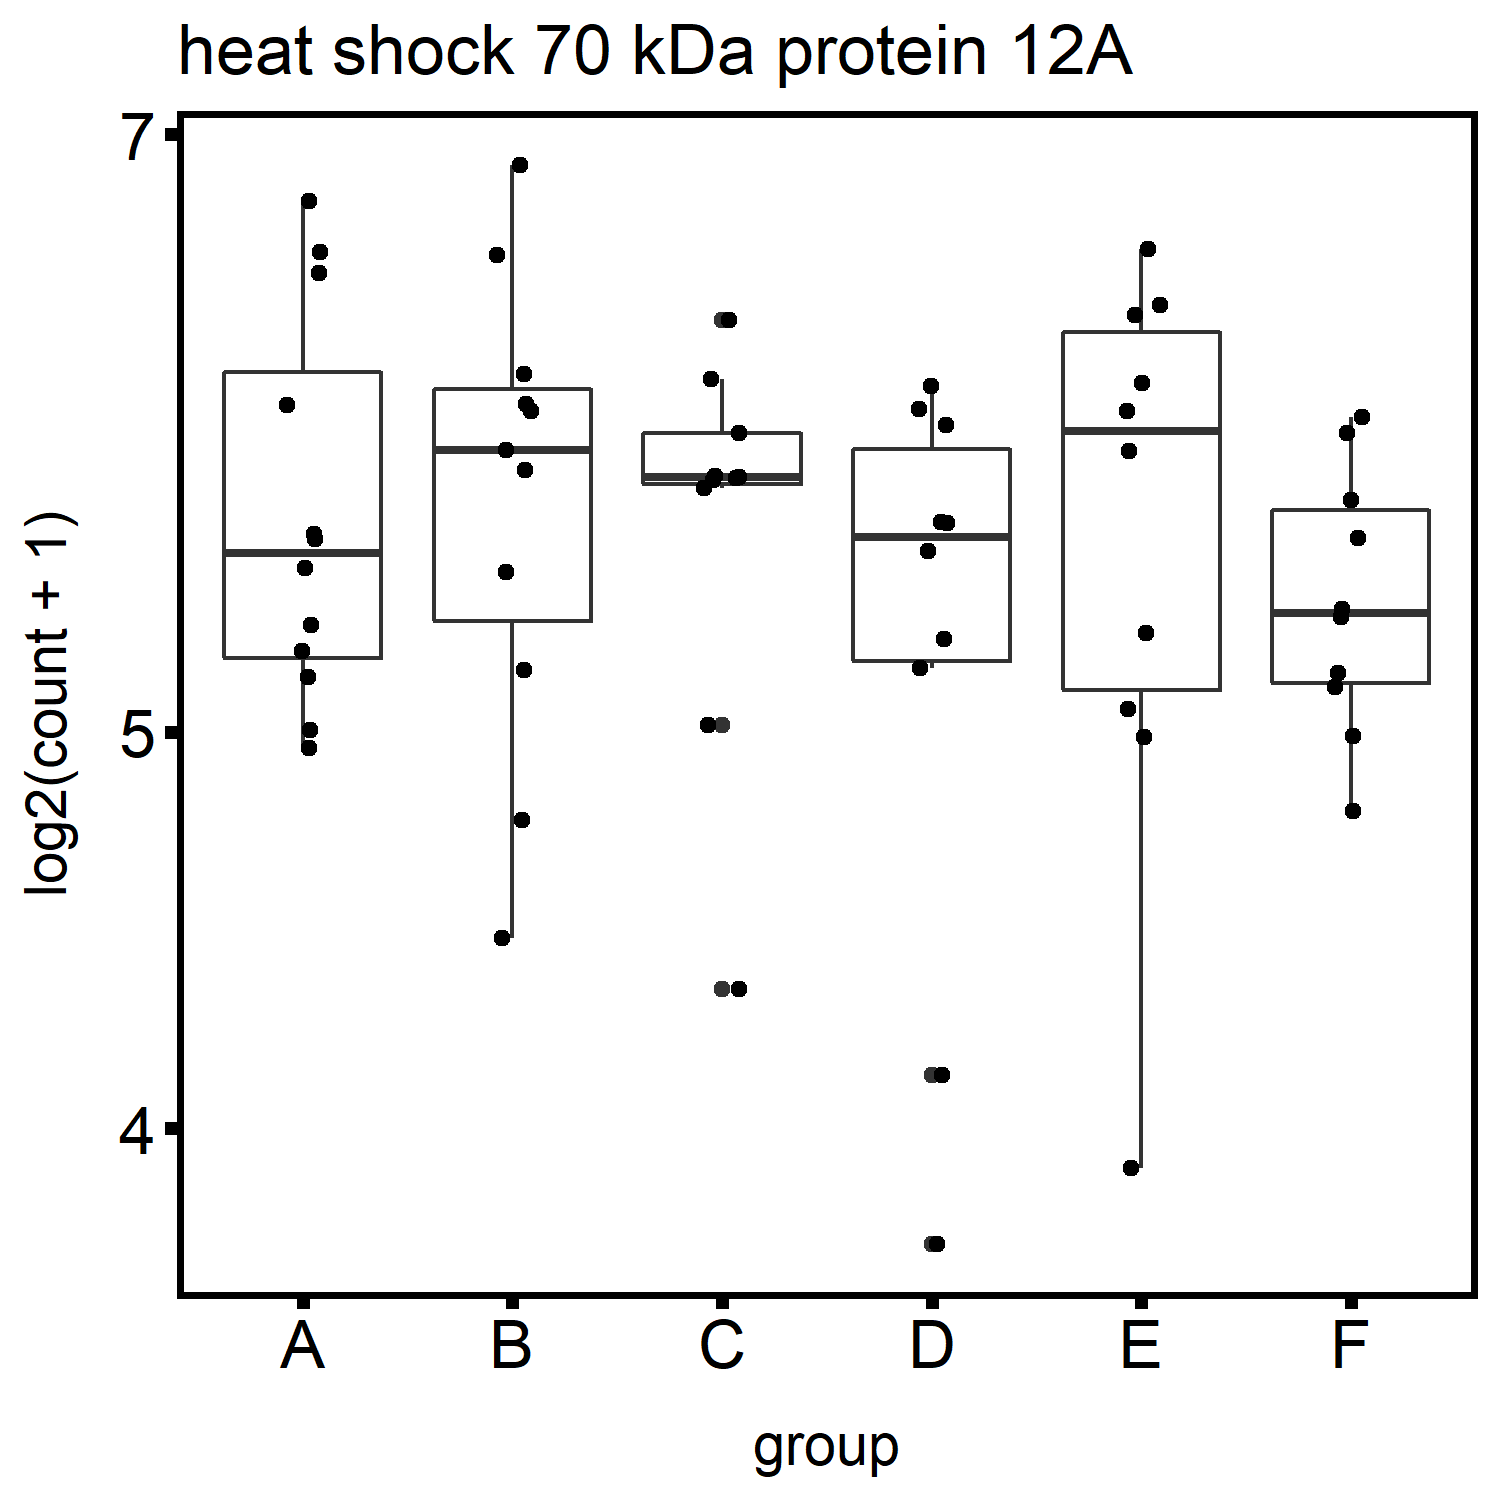 heat shock 70 kDa protein 12A
7
5
4
log2(count + 1)
A B C D E F
group